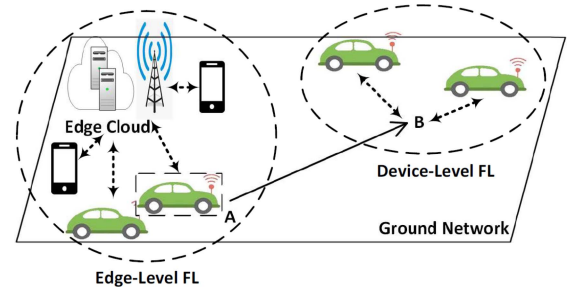 Edge Cloud
B
Device-Level FL
A
Ground Network
Edge-Level FL